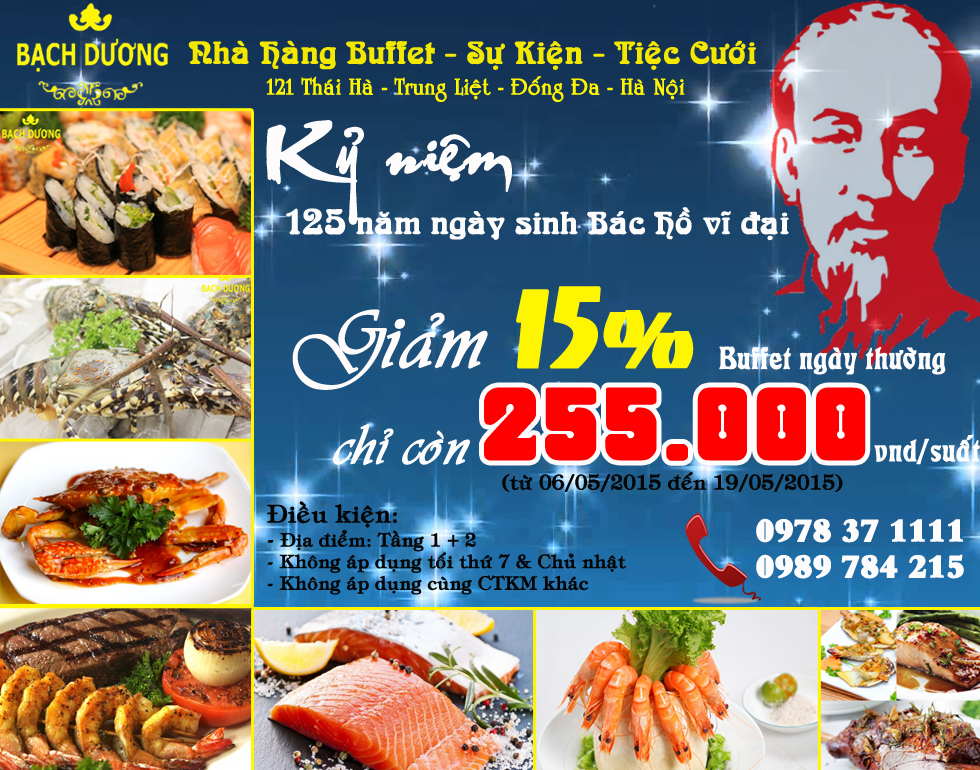 BẠCH DƯƠNG
Nhà hàng Buffet - Sự Kiện - Tiệc Cưới
121 Thái Hà - Trung Liệt - Đống Đa - Hà Nội
BẠCH DƯƠNG
Kỷ niệm
125 năm ngày sinh Bác Hồ vĩ đại
BẠCH DƯƠNG
Giảm 15% Buffet ngày thường
chỉ còn 255.000 vnđ/suất
(từ 06/05/2015 đến 19/05/2015)
Điều kiện:
- Địa điểm: Tầng 1 + 2
- Không áp dụng tối thứ 7 & Chủ nhật
- Không áp dụng cùng CTKM khác
0978 37 1111
0989 784 215